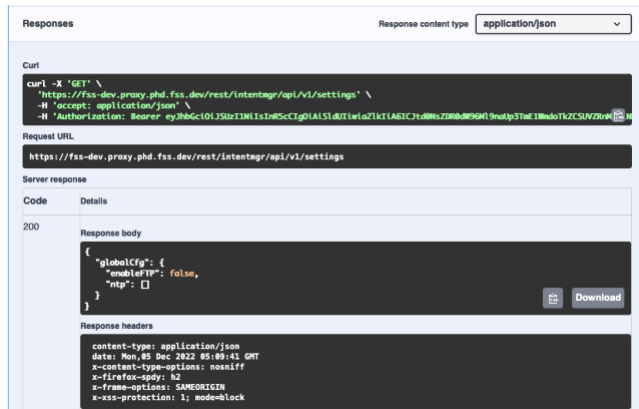 Responses
Response content type
application/json
Curl
curl -X 'GET' \
'https://fss-dev.proxy.phd.fss.dev/rest/intentmgr/api/v1/settings' \
-H 'accept: application/json' \
-H 'Authorization: Bearer
Request URL
https://fss-dev.proxy.phd.fss.dev/rest/intentmgr/api/v1/settings
Server response
Code Details
200
Response body
{
"globalCfg": {
"enableFTP": false,
"ntp": []
}
}
Download
Response headers
content-type: application/json
date: Mon,05 Dec 2022 05:09:41 GMT
x-content-type-options: nosniff
x-firefox-spdy: h2
x-frame-options: SAMEORIGIN
x-xss-protection: 1; mode=block